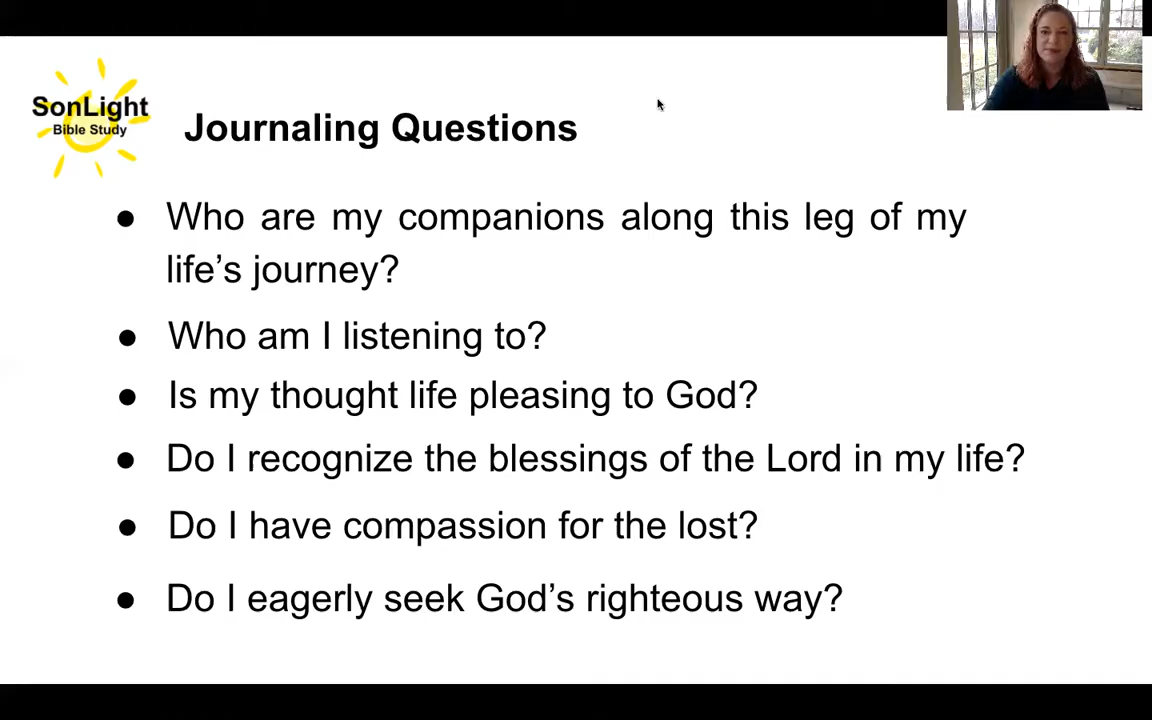 SonLight
Bible Study
Journaling Questions
● Who are my companions along this leg of my
life’s journey?
● Who am I listening to?
● Is my thought life pleasing to God?
● Do I recognize the blessings of the Lord in my life?
● Do I have compassion for the lost?
● Do I eagerly seek God’s righteous way?